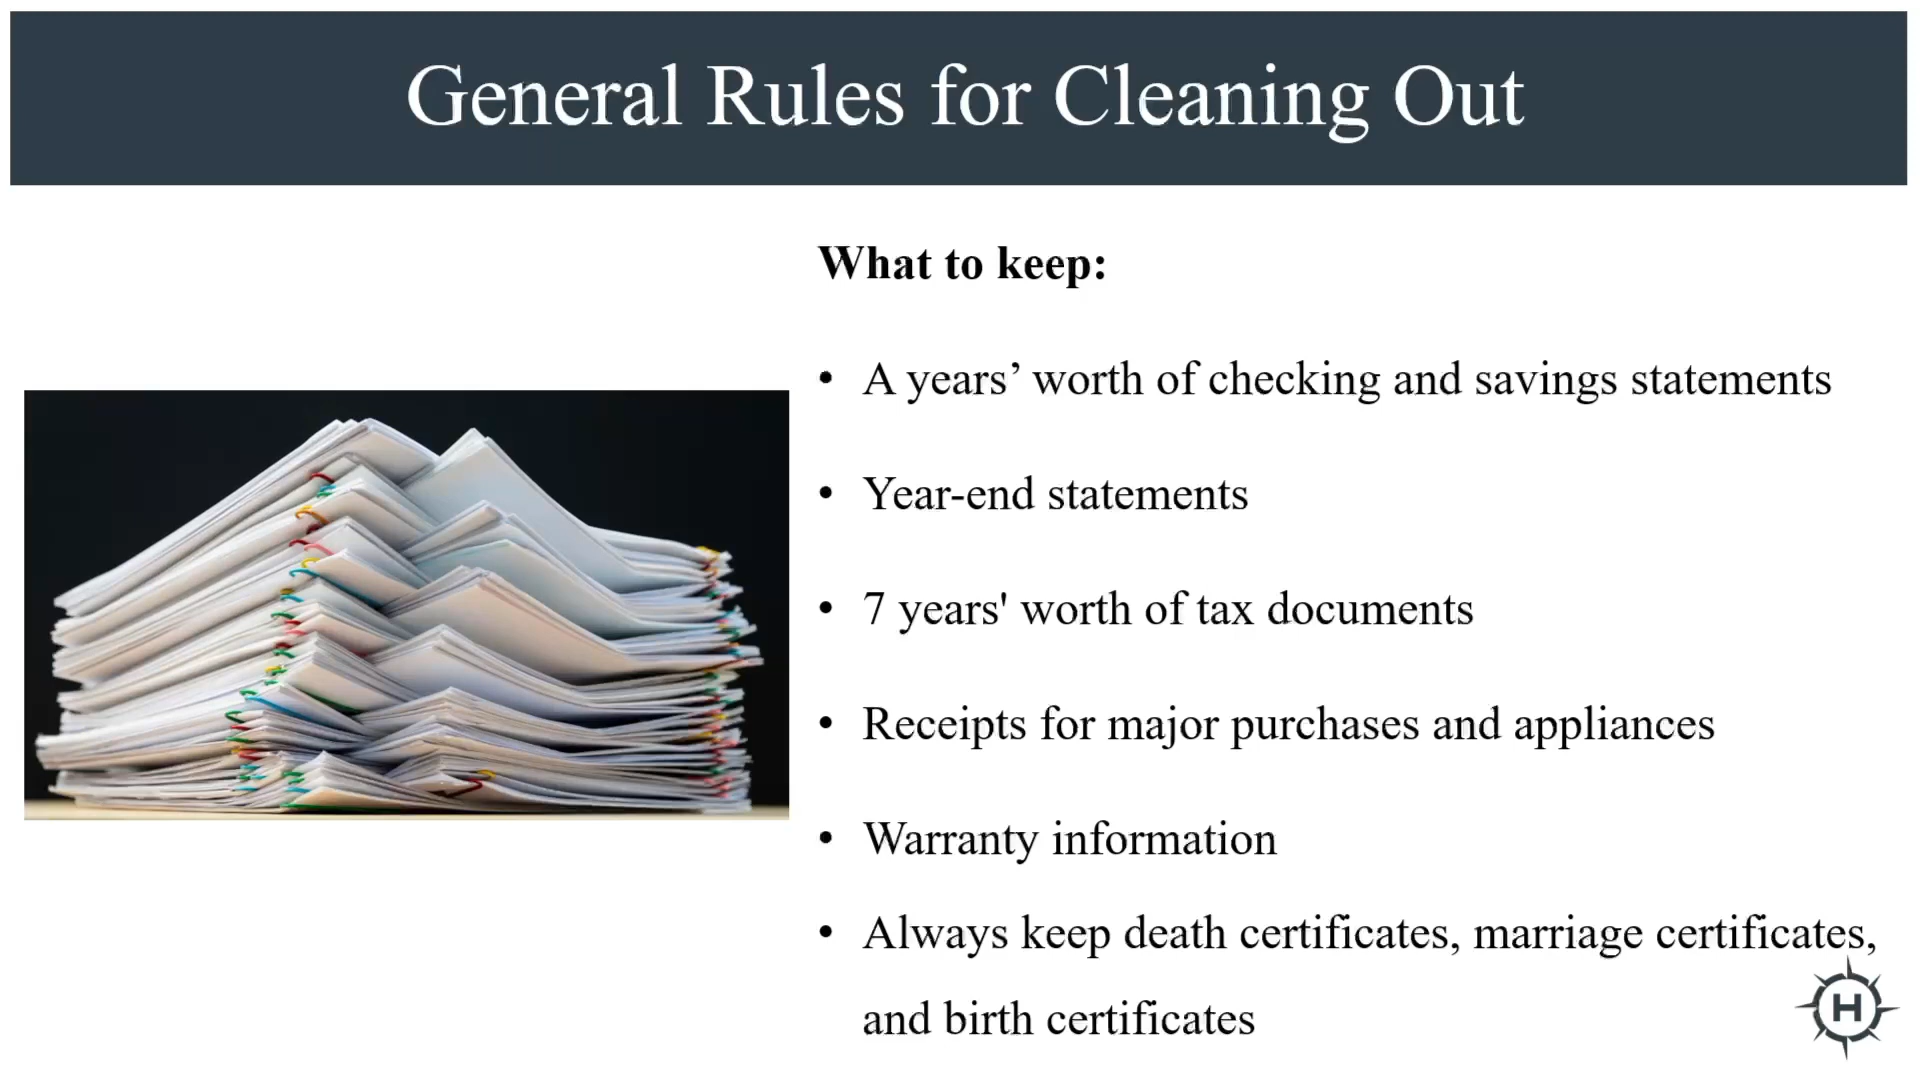 General Rules for Cleaning Out
What to keep:
• A years’ worth of checking and savings statements
• Year-end statements
• 7 years' worth of tax documents
• Receipts for major purchases and appliances
• Warranty information
• Always keep death certificates, marriage certificates,
and birth certificates
H